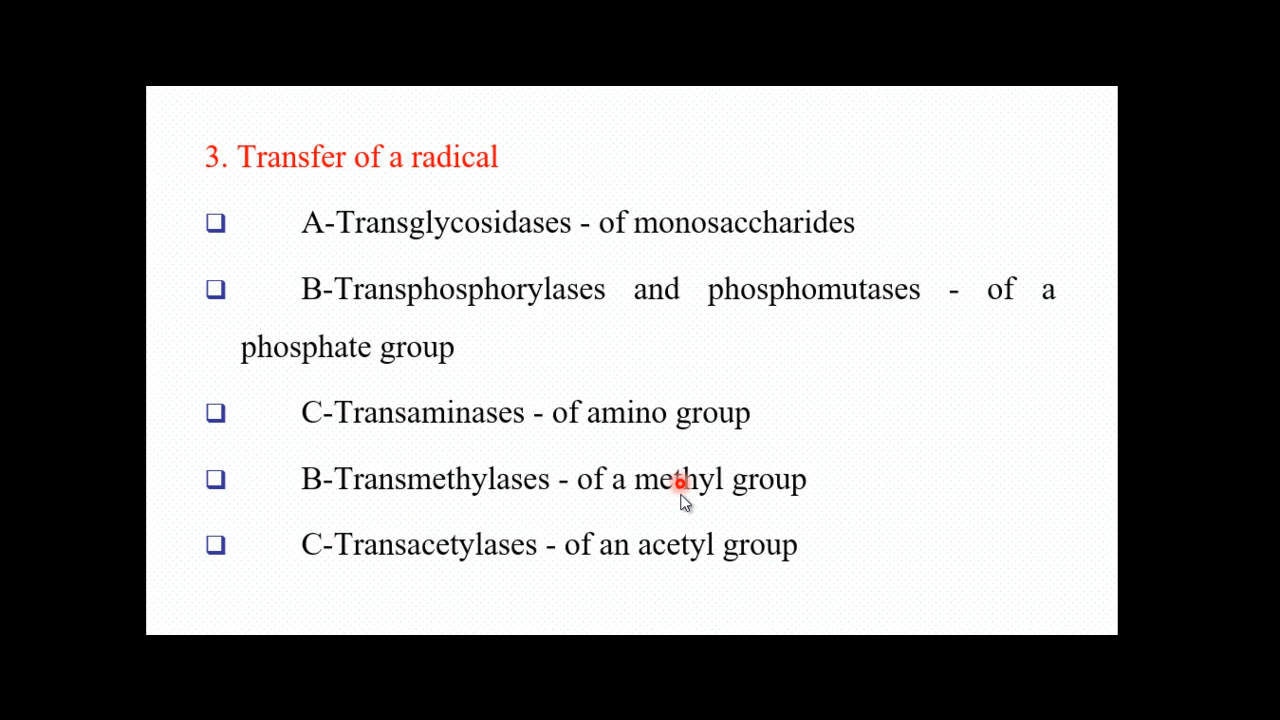 3. Transfer of a radical
A-Transglycosidases - of monosaccharides
B-Transphosphorylases and phosphomutases - of a
phosphate group
C-Transaminases - of amino group
B-Transmethylases - of a methyl group
C-Transacetylases - of an acetyl group